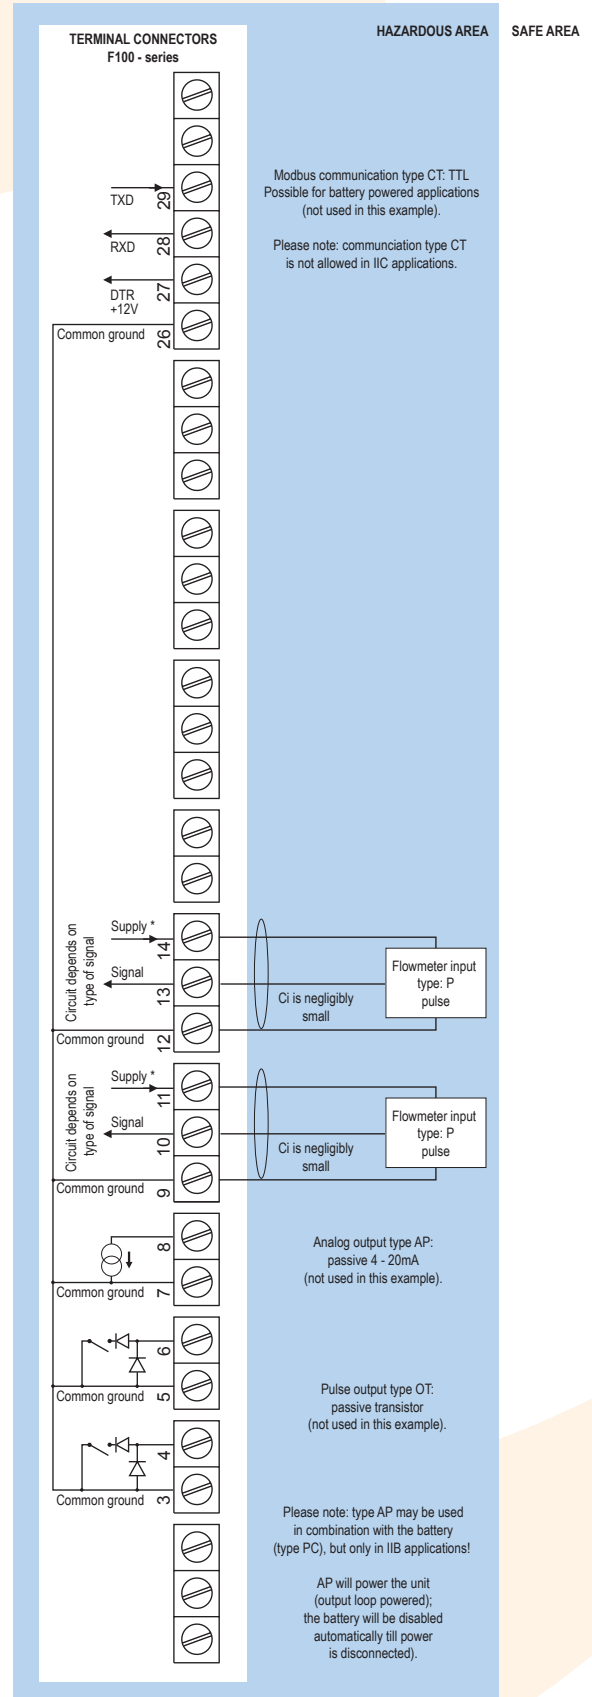 HAZARDOUS AREA
SAFE AREA
TERMINAL CONNECTORS
F100 - series
Modbus communication type CT: TTL
Possible for battery powered applications
(not used in this example).
Please note: communciation type CT
is not allowed in IIC applications.
TXD
29
RXD
28
DTR
+12V
27
Common ground
26
Circuit depends on
type of signal
Supply *
14
Signal
13
Common ground
12
Ci is negligibly
small
Flowmeter input
type: P
pulse
Circuit depends on
type of signal
Supply *
11
Signal
10
Common ground
9
Ci is negligibly
small
Flowmeter input
type: P
pulse
8
Common ground
7
Analog output type AP:
passive 4 - 20mA
(not used in this example).
6
Common ground
5
Pulse output type OT:
passive transistor
(not used in this example).
4
Common ground
3
Please note: type AP may be used
in combination with the battery
(type PC), but only in IIB applications!
AP will power the unit
(output loop powered);
the battery will be disabled
automatically till power
is disconnected).